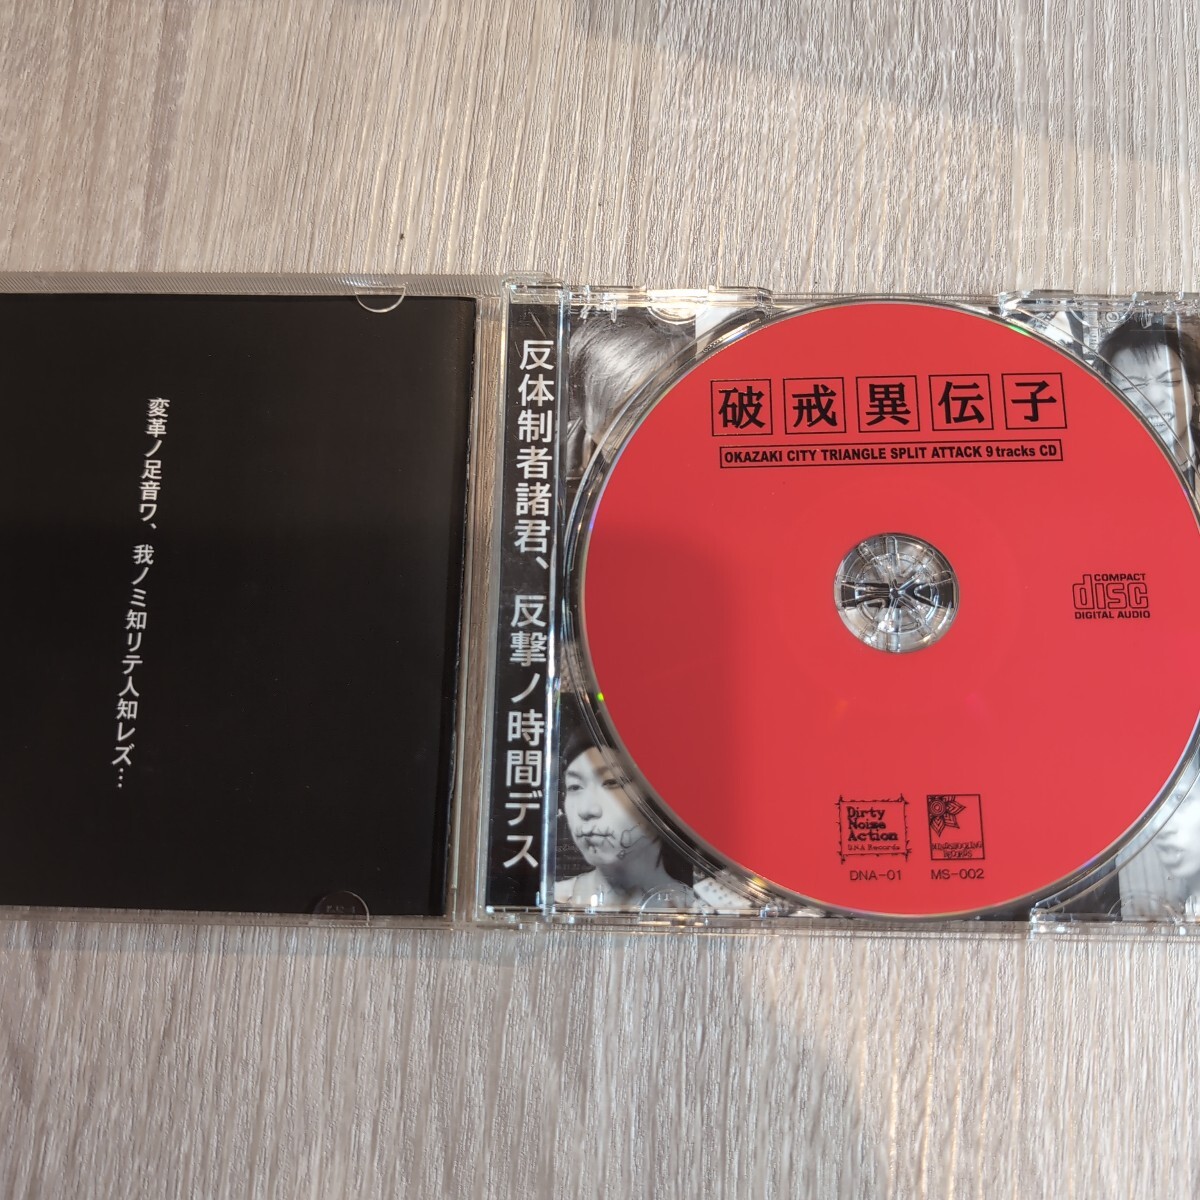 変革ノ足音ワ、我ノミ知リテ人知レズ…
反体制者諸君、反撃ノ時間デス
破戒異伝子
OKAZAKI CITY TRIANGLE SPLIT ATTACK 9 tracks CD
COMPACT
disc
DIGITAL AUDIO
Dirty
Noize
Action
D.N.A Records
DNA-01
MS-002